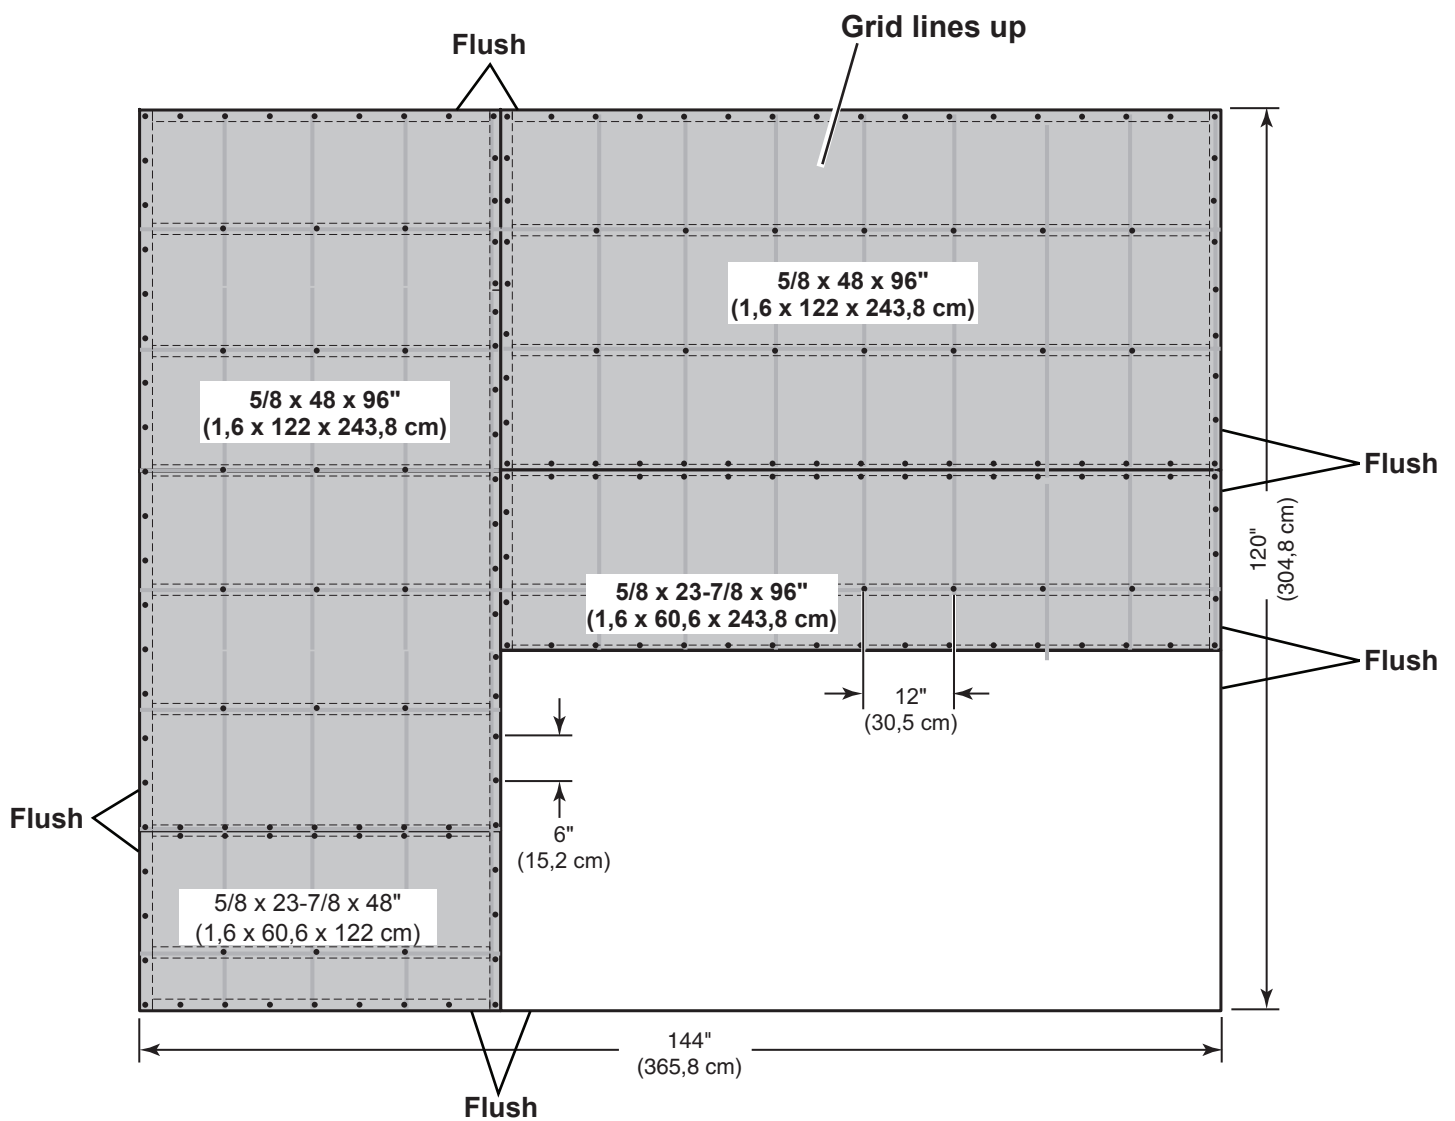 Grid lines up
Flush
5/8 x 48 x 96"
(1,6 x 122 x 243,8 cm)
5/8 x 48 x 96"
(1,6 x 122 x 243,8 cm)
Flush
120"
(304,8 cm)
5/8 x 23-7/8 x 96"
(1,6 x 60,6 x 243,8 cm)
Flush
12"
(30,5 cm)
Flush
6"
(15,2 cm)
5/8 x 23-7/8 x 48"
(1,6 x 60,6 x 122 cm)
144"
(365,8 cm)
Flush